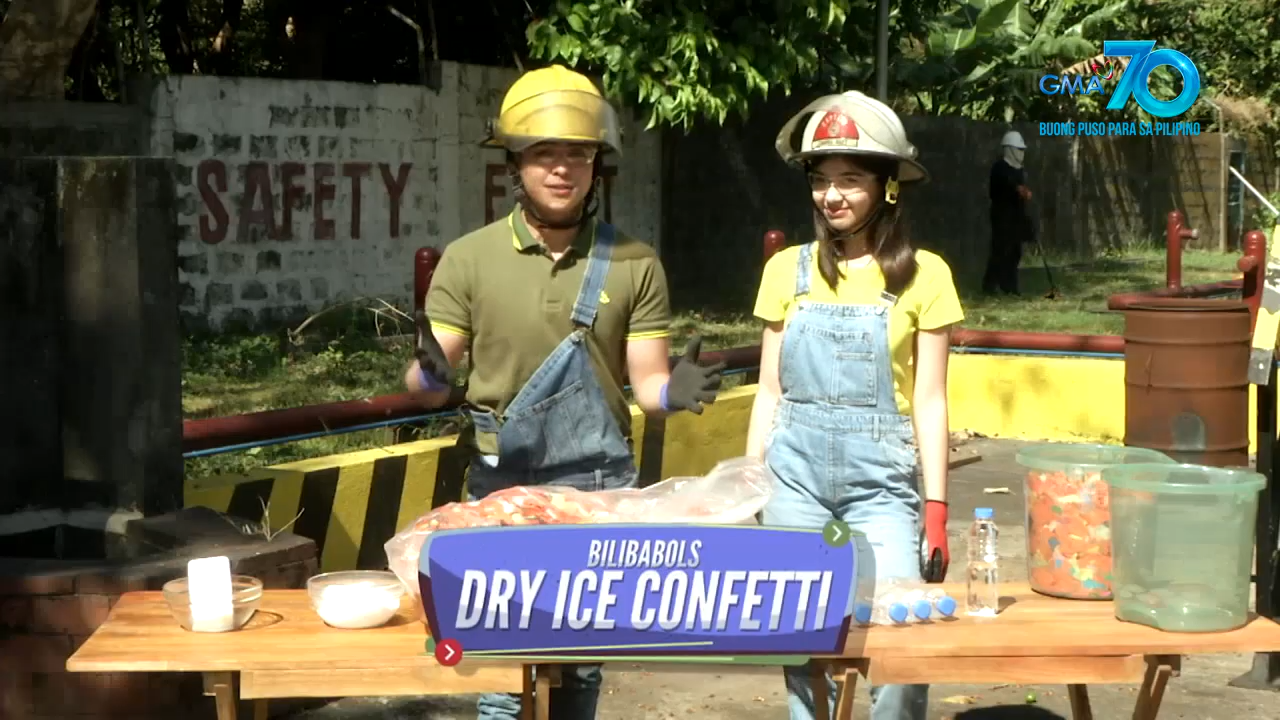 GMA 70
BUONG PUSO PARA SA PILIPINO
SAFETY
BILIBABOLS
DRY ICE CONFETTI